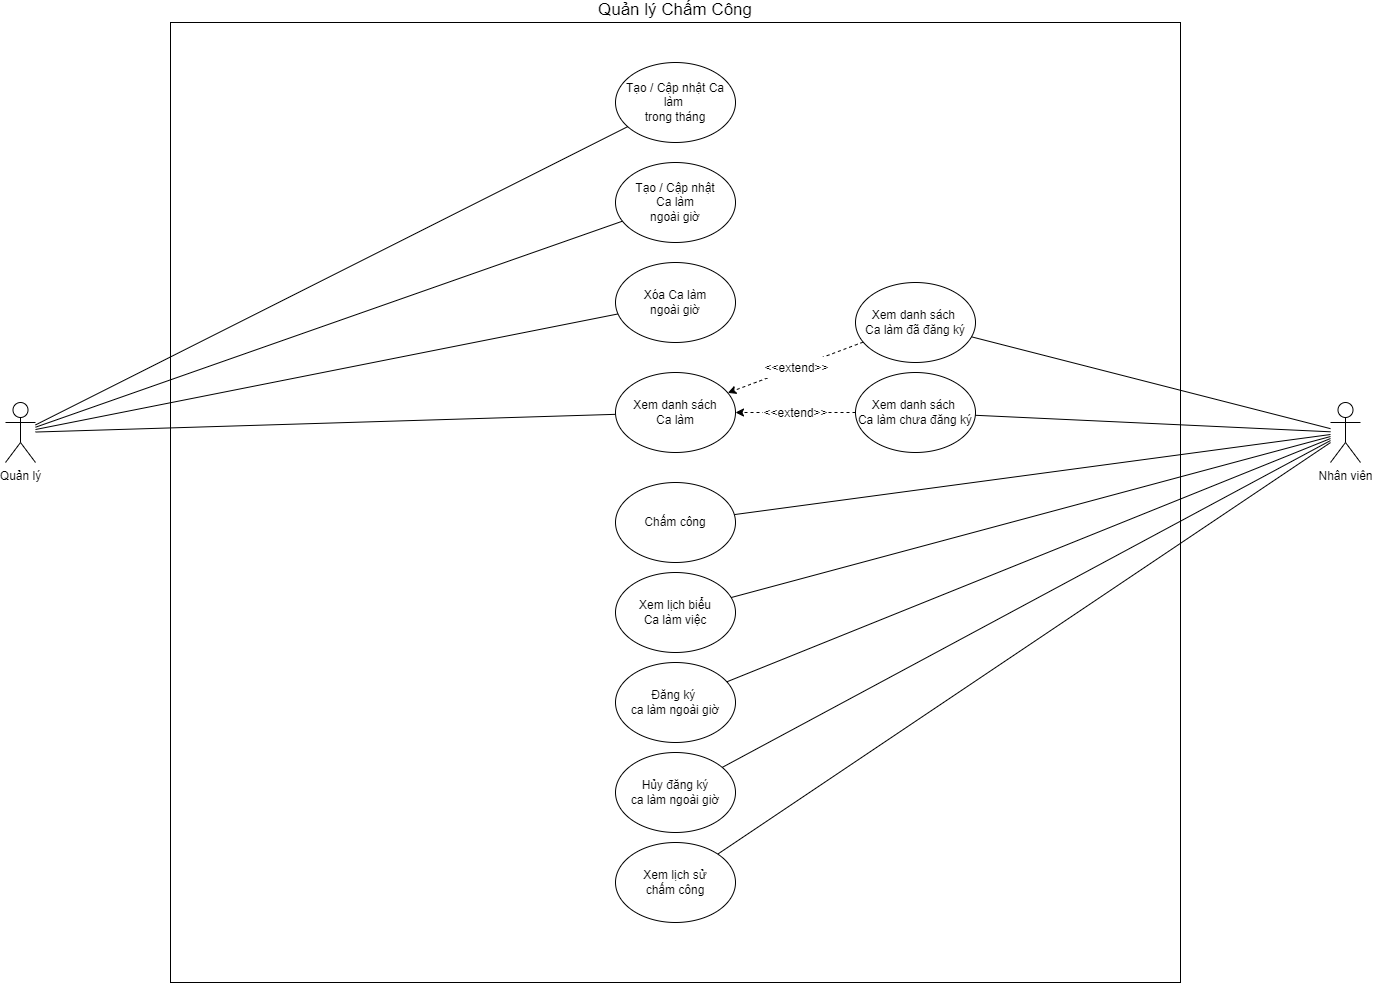 Quản lý Chấm Công
Tạo / Cập nhật Ca
làm
trong tháng
Tạo / Cập nhật
Ca làm
ngoài giờ
Xóa Ca làm
ngoài giờ
Xem danh sách
Ca làm đã đăng ký
<<extend>>
Xem danh sách
Ca làm
<<extend>>
Xem danh sách
Ca làm chưa đăng ký
Quản lý
Nhân viên
Chấm công
Xem lịch biểu
Ca làm việc
Đăng ký
ca làm ngoài giờ
Hủy đăng ký
ca làm ngoài giờ
Xem lịch sử
chấm công